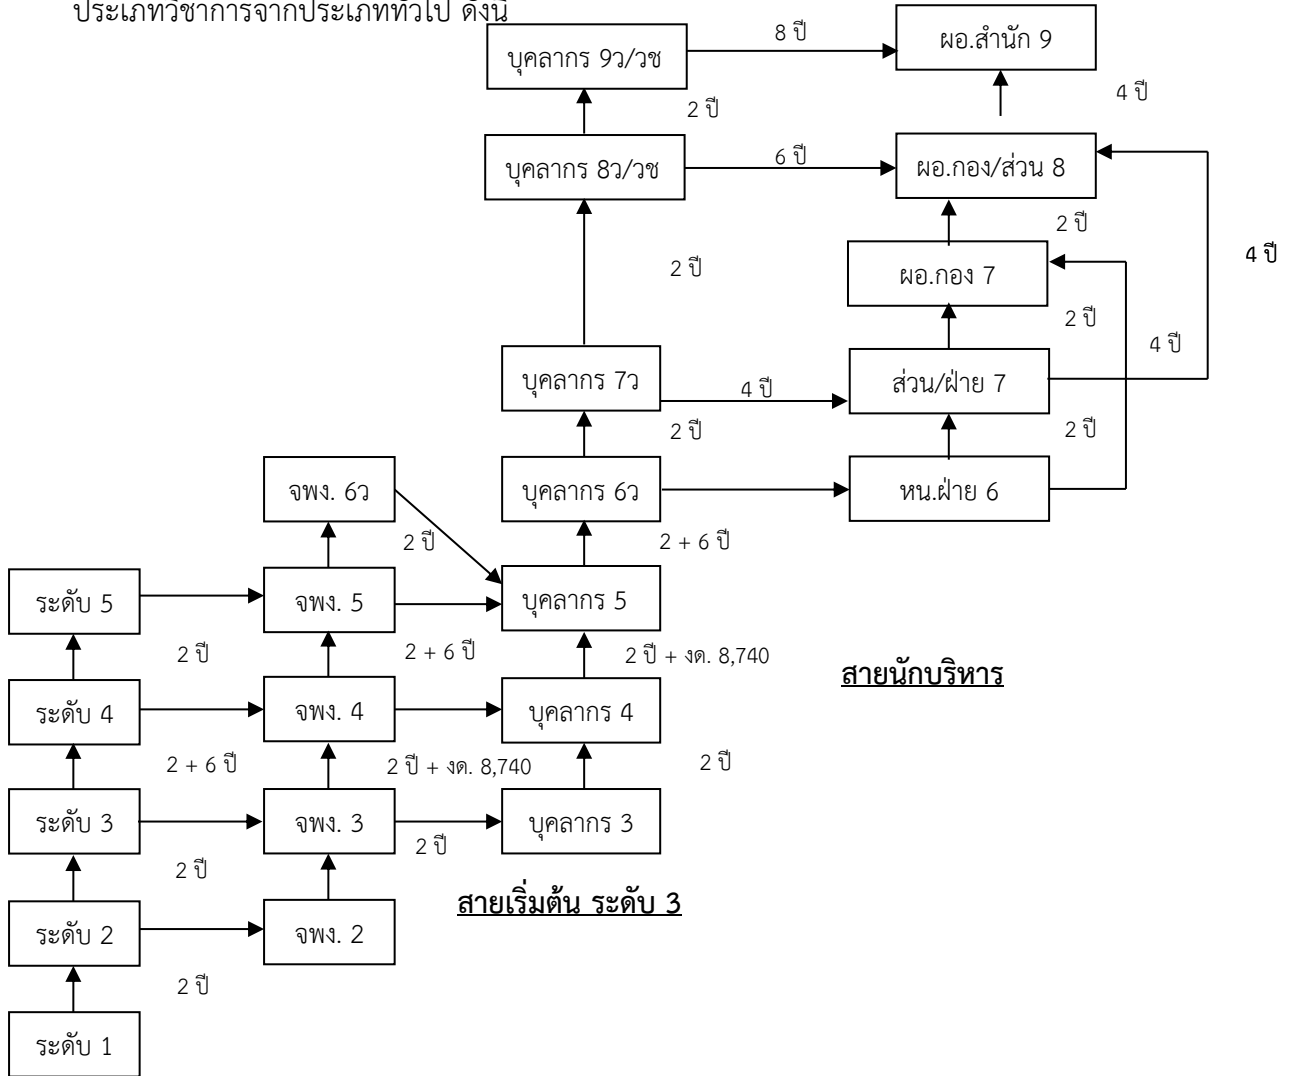 ประเภทวิชาการจากประเภททั่วไป ดังนี้
บุคลากร 9ว/วช
8 ปี
ผอ.สำนัก 9
2 ปี
4 ปี
บุคลากร 8ว/วช
6 ปี
ผอ.กอง/ส่วน 8
2 ปี
4 ปี
2 ปี
ผอ.กอง 7
2 ปี
4 ปี
บุคลากร 7ว
4 ปี
ส่วน/ฝ่าย 7
2 ปี
2 ปี
จพง. 6ว
บุคลากร 6ว
หน.ฝ่าย 6
2 ปี
2 + 6 ปี
ระดับ 5
จพง. 5
บุคลากร 5
2 ปี
2 + 6 ปี
2 ปี + งด. 8,740
สายนักบริหาร
ระดับ 4
จพง. 4
บุคลากร 4
2 + 6 ปี
2 ปี + งด. 8,740
2 ปี
ระดับ 3
จพง. 3
บุคลากร 3
2 ปี
2 ปี
สายเริ่มต้น ระดับ 3
ระดับ 2
จพง. 2
2 ปี
ระดับ 1